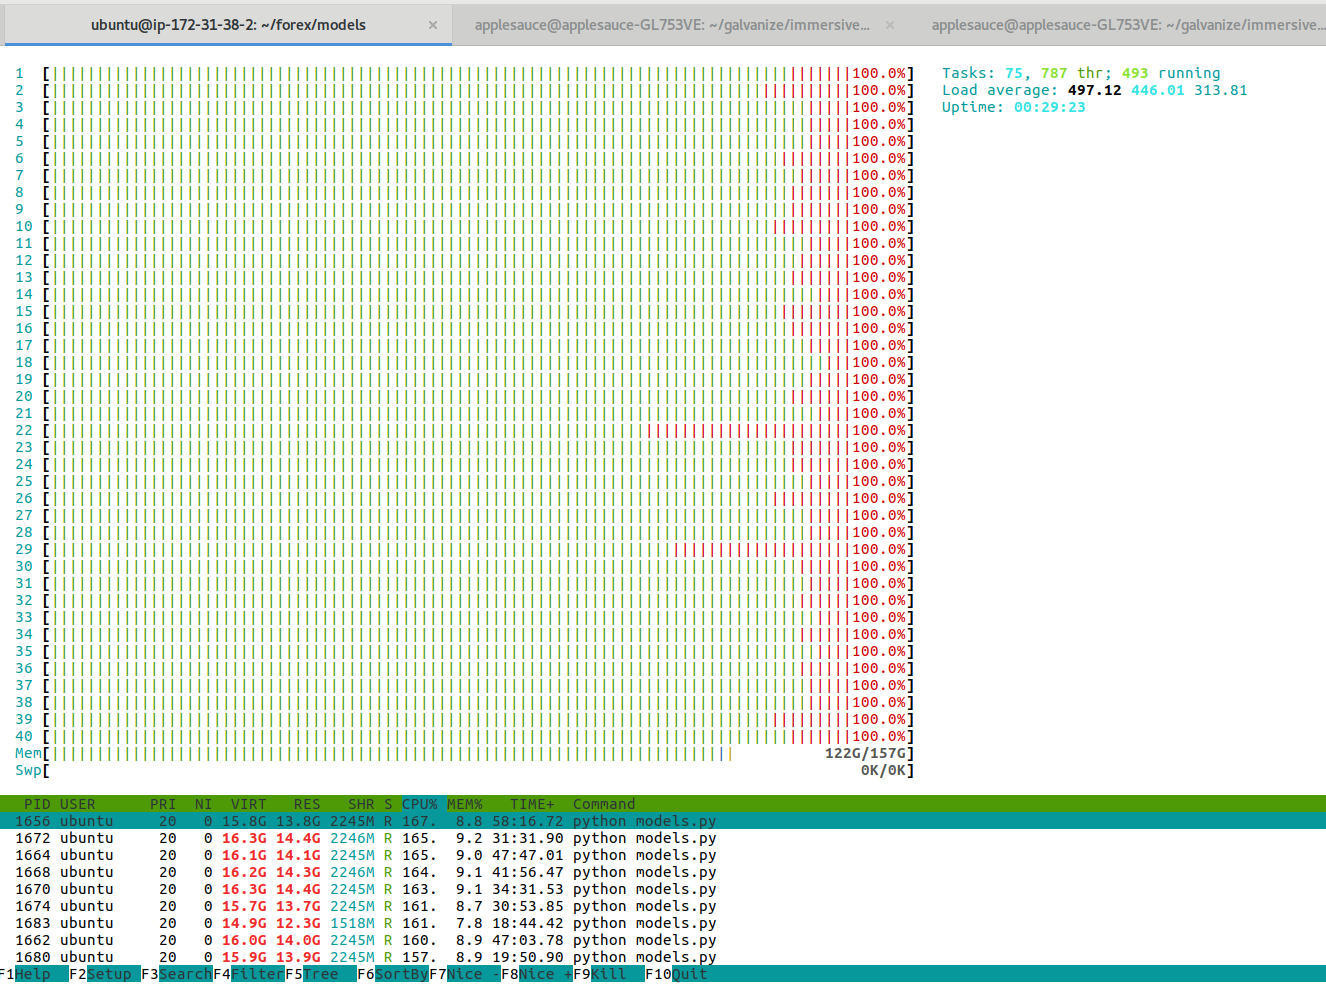 ubuntu@ip-172-31-38-2: ~/forex/models × applesauce@applesauce-GL753VE: ~/galvanize/immersive... × applesauce@applesauce-GL753VE: ~/galvanize/immersive...
1 [100.0%] Tasks: 75, 787 thr; 493 running
2 [100.0%] Load average: 497.12 446.01 313.81
3 [100.0%] Uptime: 00:29:23
4 [100.0%]
5 [100.0%]
6 [100.0%]
7 [100.0%]
8 [100.0%]
9 [100.0%]
10 [100.0%]
11 [100.0%]
12 [100.0%]
13 [100.0%]
14 [100.0%]
15 [100.0%]
16 [100.0%]
17 [100.0%]
18 [100.0%]
19 [100.0%]
20 [100.0%]
21 [100.0%]
22 [100.0%]
23 [100.0%]
24 [100.0%]
25 [100.0%]
26 [100.0%]
27 [100.0%]
28 [100.0%]
29 [100.0%]
30 [100.0%]
31 [100.0%]
32 [100.0%]
33 [100.0%]
34 [100.0%]
35 [100.0%]
36 [100.0%]
37 [100.0%]
38 [100.0%]
39 [100.0%]
40 [100.0%]
Mem[122G/157G]
Swp[0K/0K]
PID USER PRI NI VIRT RES SHR S CPU% MEM% TIME+ Command
1656 ubuntu 20 0 15.8G 13.8G 2245M R 167. 8.8 58:16.72 python models.py
1672 ubuntu 20 0 16.3G 14.4G 2246M R 165. 9.2 31:31.90 python models.py
1664 ubuntu 20 0 16.1G 14.1G 2245M R 165. 9.0 47:47.01 python models.py
1668 ubuntu 20 0 16.2G 14.3G 2246M R 164. 9.1 41:56.47 python models.py
1670 ubuntu 20 0 16.3G 14.4G 2245M R 163. 9.1 34:31.53 python models.py
1674 ubuntu 20 0 15.7G 13.7G 2245M R 161. 8.7 30:53.85 python models.py
1683 ubuntu 20 0 14.9G 12.3G 1518M R 161. 7.8 18:44.42 python models.py
1662 ubuntu 20 0 16.0G 14.0G 2245M R 160. 8.9 47:03.78 python models.py
1680 ubuntu 20 0 15.9G 13.9G 2245M R 157. 8.9 19:50.90 python models.py
F1Help F2Setup F3SearchF4FilterF5Tree F6SortByF7Nice -F8Nice +F9Kill F10Quit